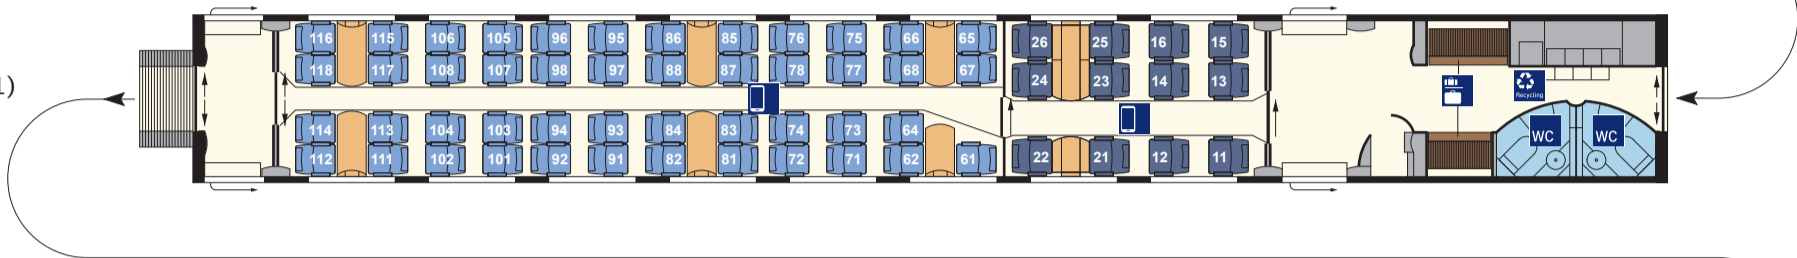 116 115 106 105 96 95 86 85 76 75 66 65 26 25 16 15
118 117 108 107 98 97 88 87 78 77 68 67 24 23 14 13
1)
Recycling
114 113 104 103 94 93 84 83 74 73 64
WC WC
112 111 102 101 92 91 82 81 72 71 62 61 22 21 12 11